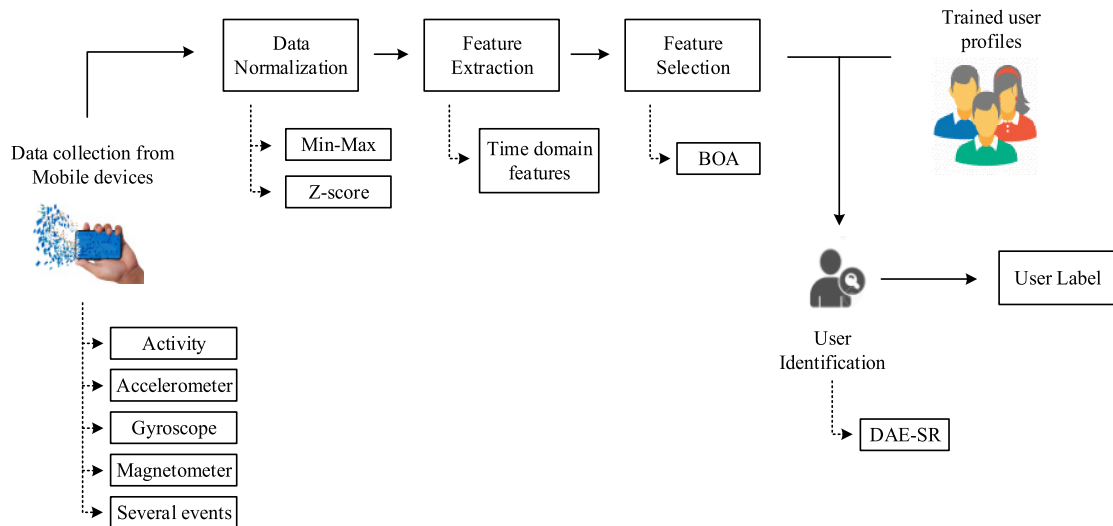 Data
Normalization
Feature
Extraction
Feature
Selection
Trained user
profiles
Min-Max
Z-score
Time domain
features
BOA
Data collection from
Mobile devices
User Label
User
Identification
DAE-SR
Activity
Accelerometer
Gyroscope
Magnetometer
Several events